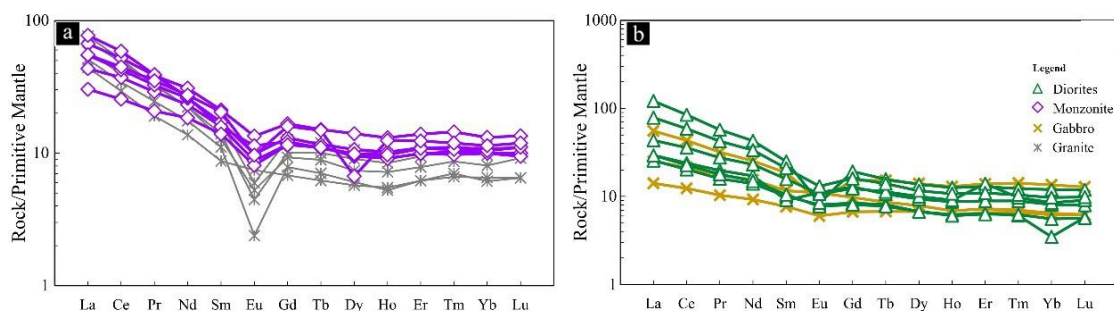 a
Rock/Primitive Mantle
100
10
1
La Ce Pr Nd Sm Eu Gd Tb Dy Ho Er Tm Yb Lu
b
Rock/Primitive Mantle
1000
100
10
1
La Ce Pr Nd Sm Eu Gd Tb Dy Ho Er Tm Yb Lu
Legend
Diorites
Monzonite
Gabbro
Granite